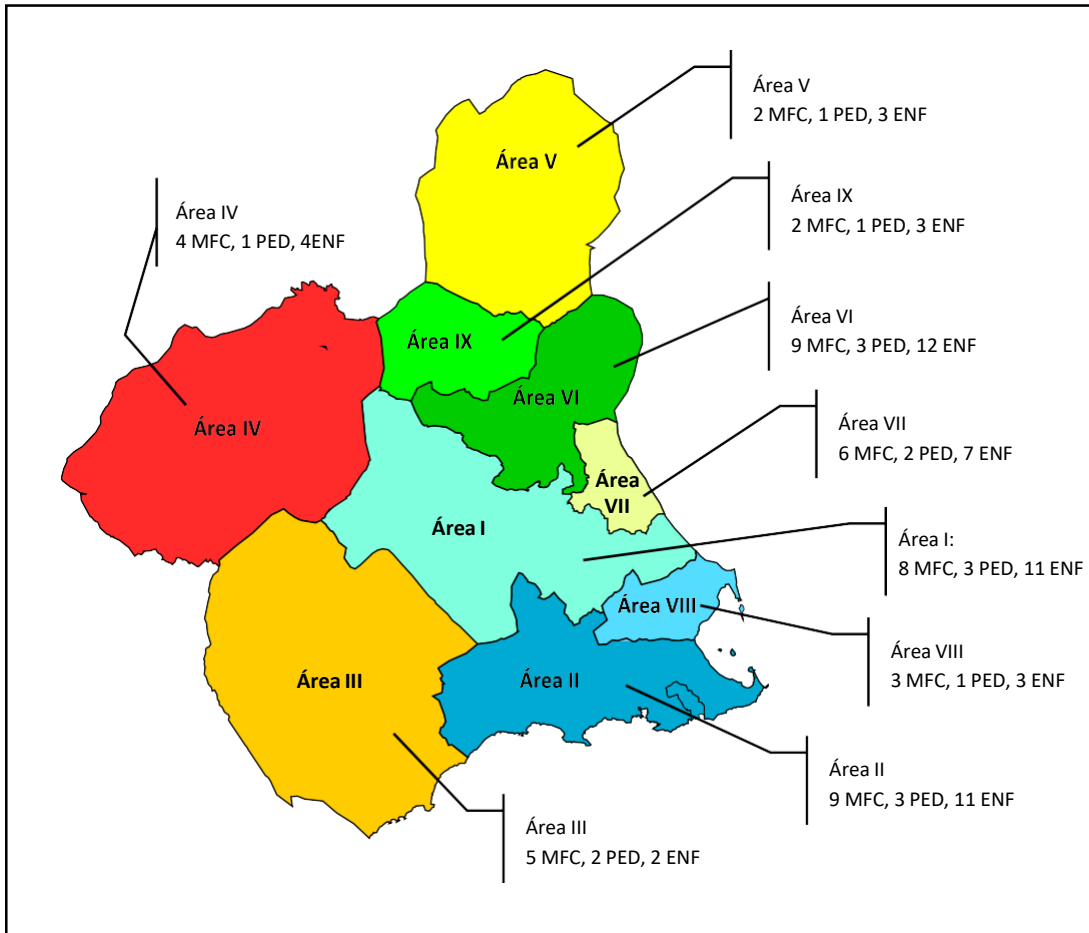 Área V
2 MFC, 1 PED, 3 ENF
Área IX
2 MFC, 1 PED, 3 ENF
Área IV
4 MFC, 1 PED, 4ENF
Área VI
9 MFC, 3 PED, 12 ENF
Área VII
6 MFC, 2 PED, 7 ENF
Área I:
8 MFC, 3 PED, 11 ENF
Área VIII
3 MFC, 1 PED, 3 ENF
Área II
9 MFC, 3 PED, 11 ENF
Área III
5 MFC, 2 PED, 2 ENF
Área V
Área IX
Área VI
Área IV
Área
VII
Área I
Área VIII
Área III
Área II